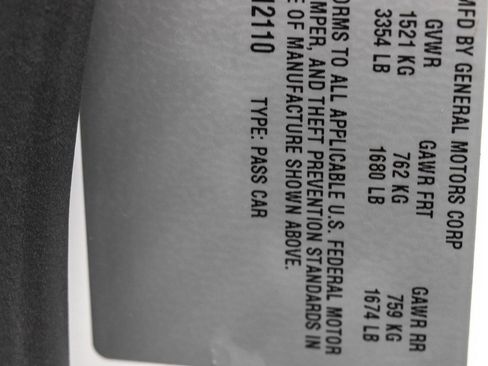 MFD BY GENERAL MOTORS CORP
GVWR GAWR FRT GAWR RR
1521 KG 762 KG 759 KG
3354 LB 1680 LB 1674 LB
ORMS TO ALL APPLICABLE U.S. FEDERAL MOTOR
MPER, AND THEFT PREVENTION STANDARDS IN
E OF MANUFACTURE SHOWN ABOVE.
12110 TYPE: PASS CAR